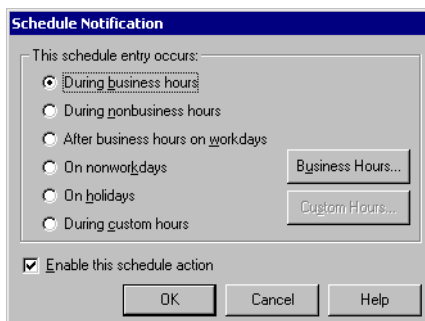 Schedule Notification
This schedule entry occurs:
During business hours
During nonbusiness hours
After business hours on workdays
On nonworkdays
Business Hours...
On holidays
Custom Hours...
During custom hours
Enable this schedule action
OK
Cancel
Help